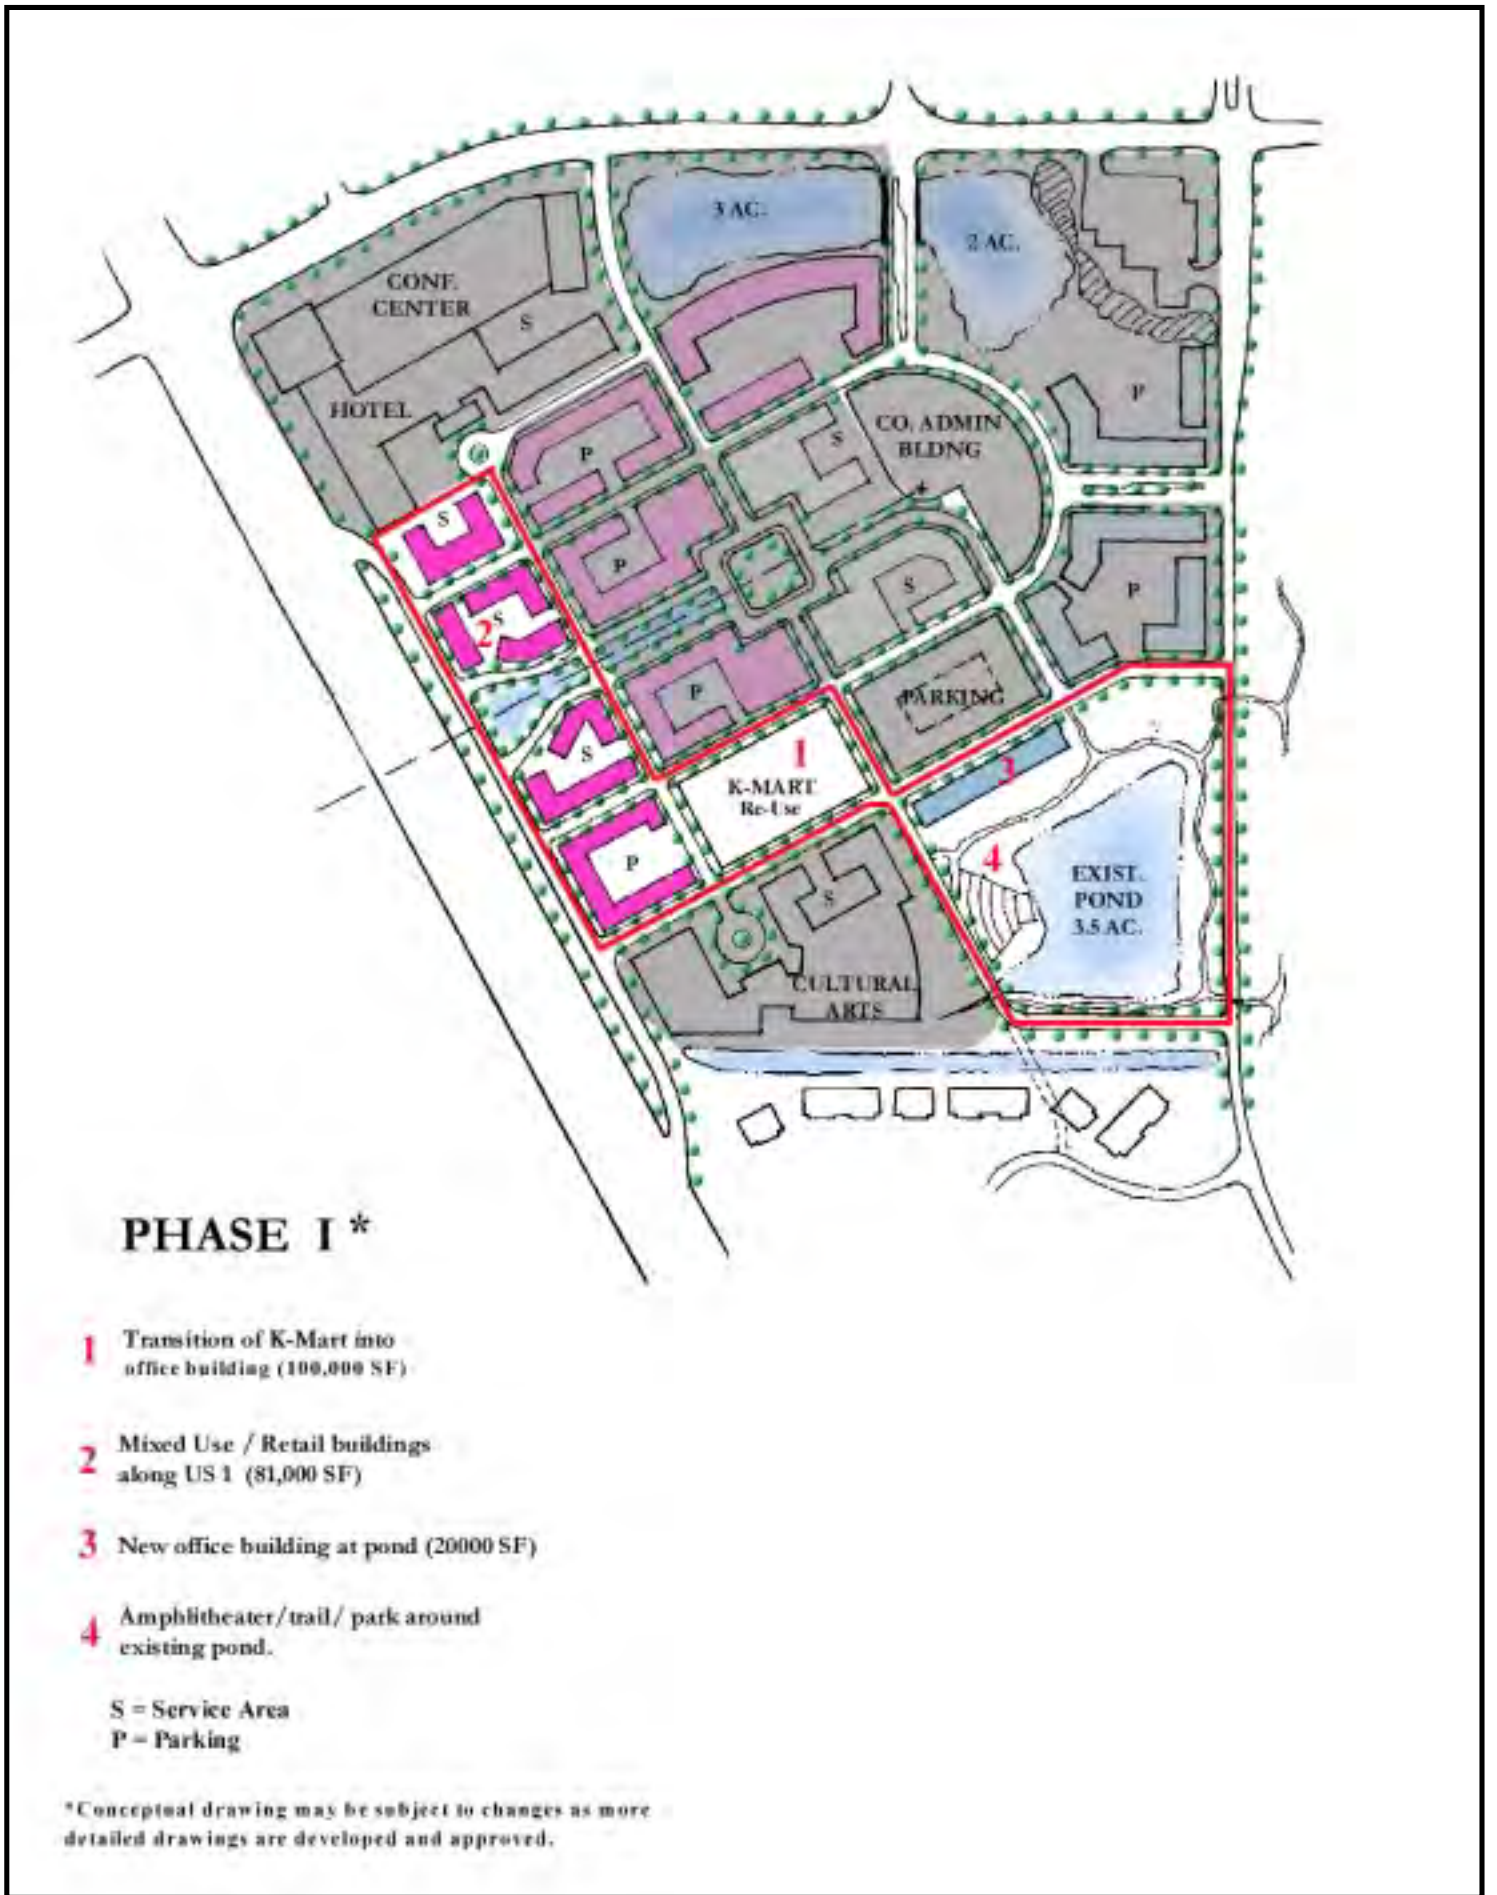 3 AC.
2 AC.
CONF.
CENTER
S
HOTEL
P
CO. ADMIN
BLDNG
S
P
S
P
S
P
S
2
P
PARKING
1
K-MART
Re-Use
3
S
P
4
EXIST.
POND
3.5 AC.
S
CULTURAL
ARTS
PHASE I *
1 Transition of K-Mart into
office building (100,000 SF)
2 Mixed Use / Retail buildings
along US 1 (81,000 SF)
3 New office building at pond (20000 SF)
4 Amphlitheater/trail/ park around
existing pond.
S = Service Area
P = Parking
*Conceptual drawing may be subject to changes as more
detailed drawings are developed and approved.